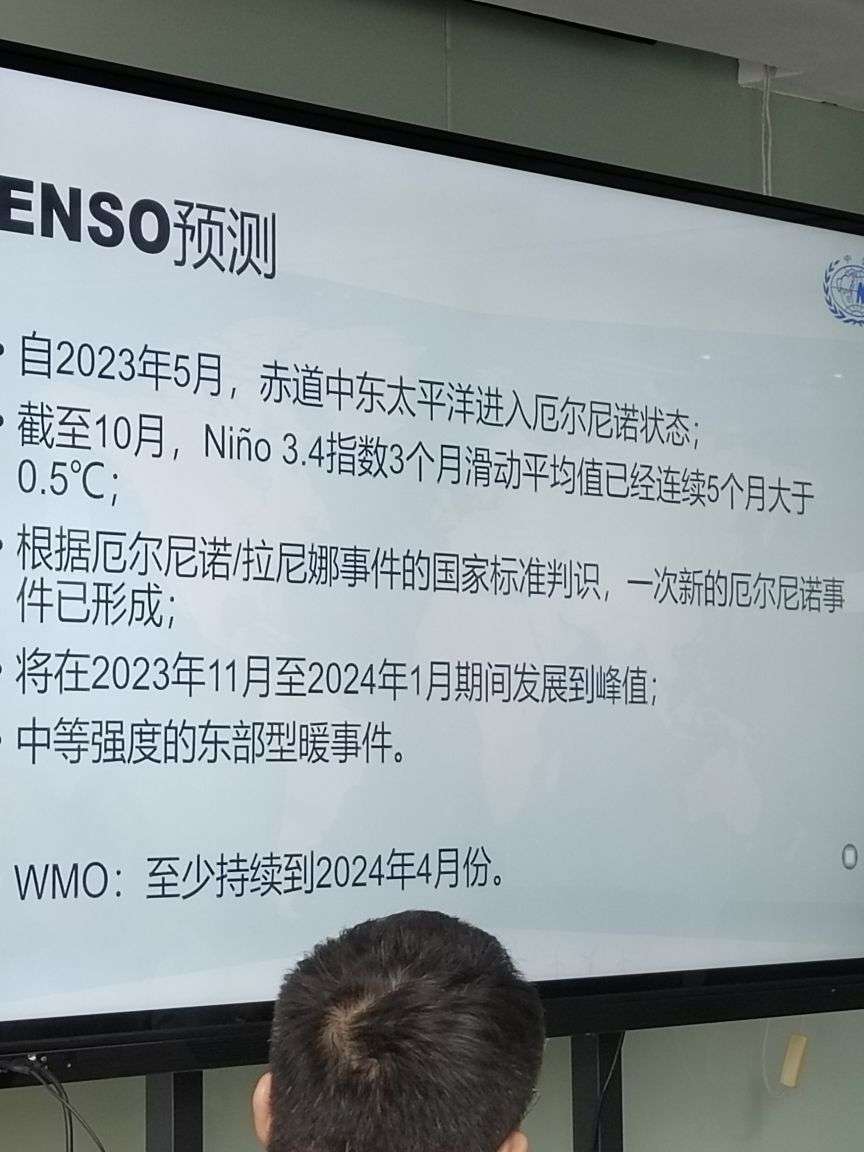 ENSO预测
• 自2023年5月，赤道中东太平洋进入厄尔尼诺状态；
• 截至10月，Niño 3.4指数3个月滑动平均值已经连续5个月大于
0.5℃；
• 根据厄尔尼诺/拉尼娜事件的国家标准判识，一次新的厄尔尼诺事
件已形成；
• 将在2023年11月至2024年1月期间发展到峰值；
• 中等强度的东部型暖事件。
WMO：至少持续到2024年4月份。